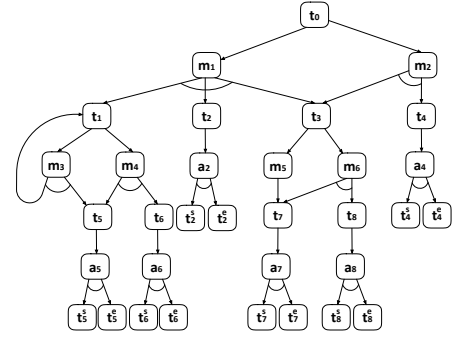 t₀
m₁ m₂
t₁ t₂ t₃ t₄
m₃ m₄ a₂ m₅ m₆ a₄
t₅ t₆ t₂ˢ t₂ᵉ t₇ t₈ t₄ˢ t₄ᵉ
a₅ a₆ a₇ a₈
t₅ˢ t₅ᵉ t₆ˢ t₆ᵉ t₇ˢ t₇ᵉ t₈ˢ t₈ᵉ